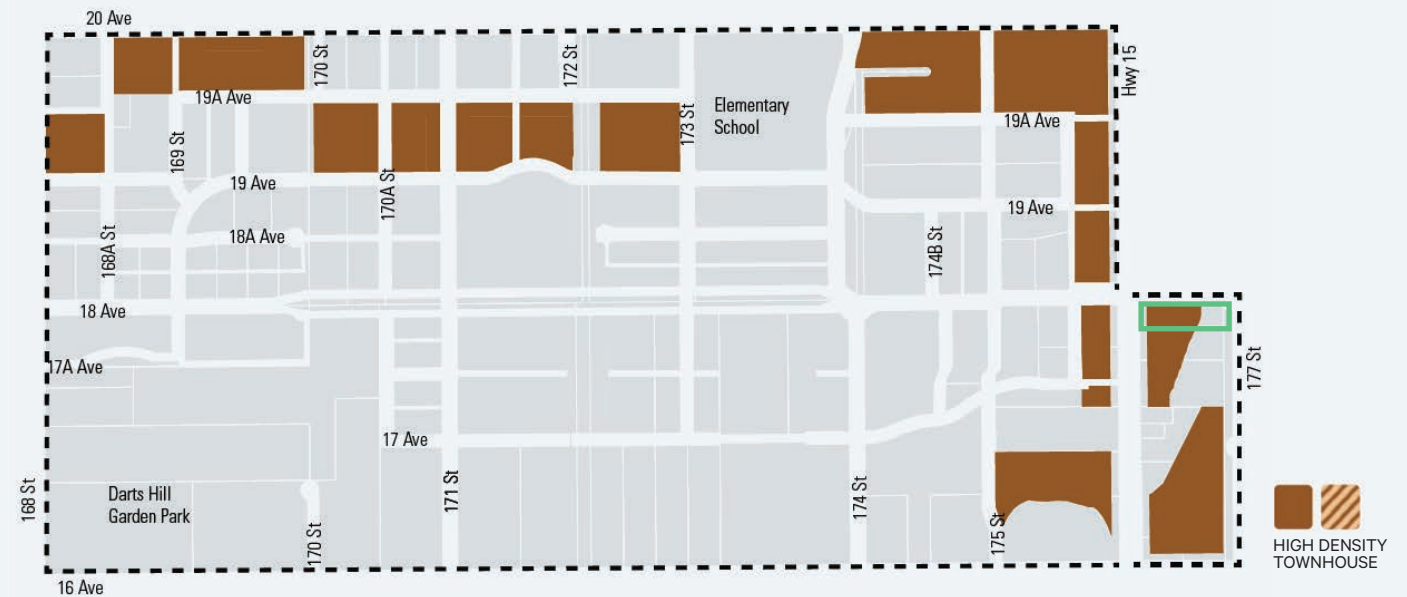 20 Ave
170 St
172 St
Hwy 15
19A Ave
Elementary
School
173 St
19A Ave
169 St
19 Ave
170A St
19 Ave
168A St
18A Ave
174B St
18 Ave
17A Ave
177 St
17 Ave
168 St
Darts Hill
Garden Park
171 St
174 St
170 St
175 St
HIGH DENSITY
TOWNHOUSE
16 Ave